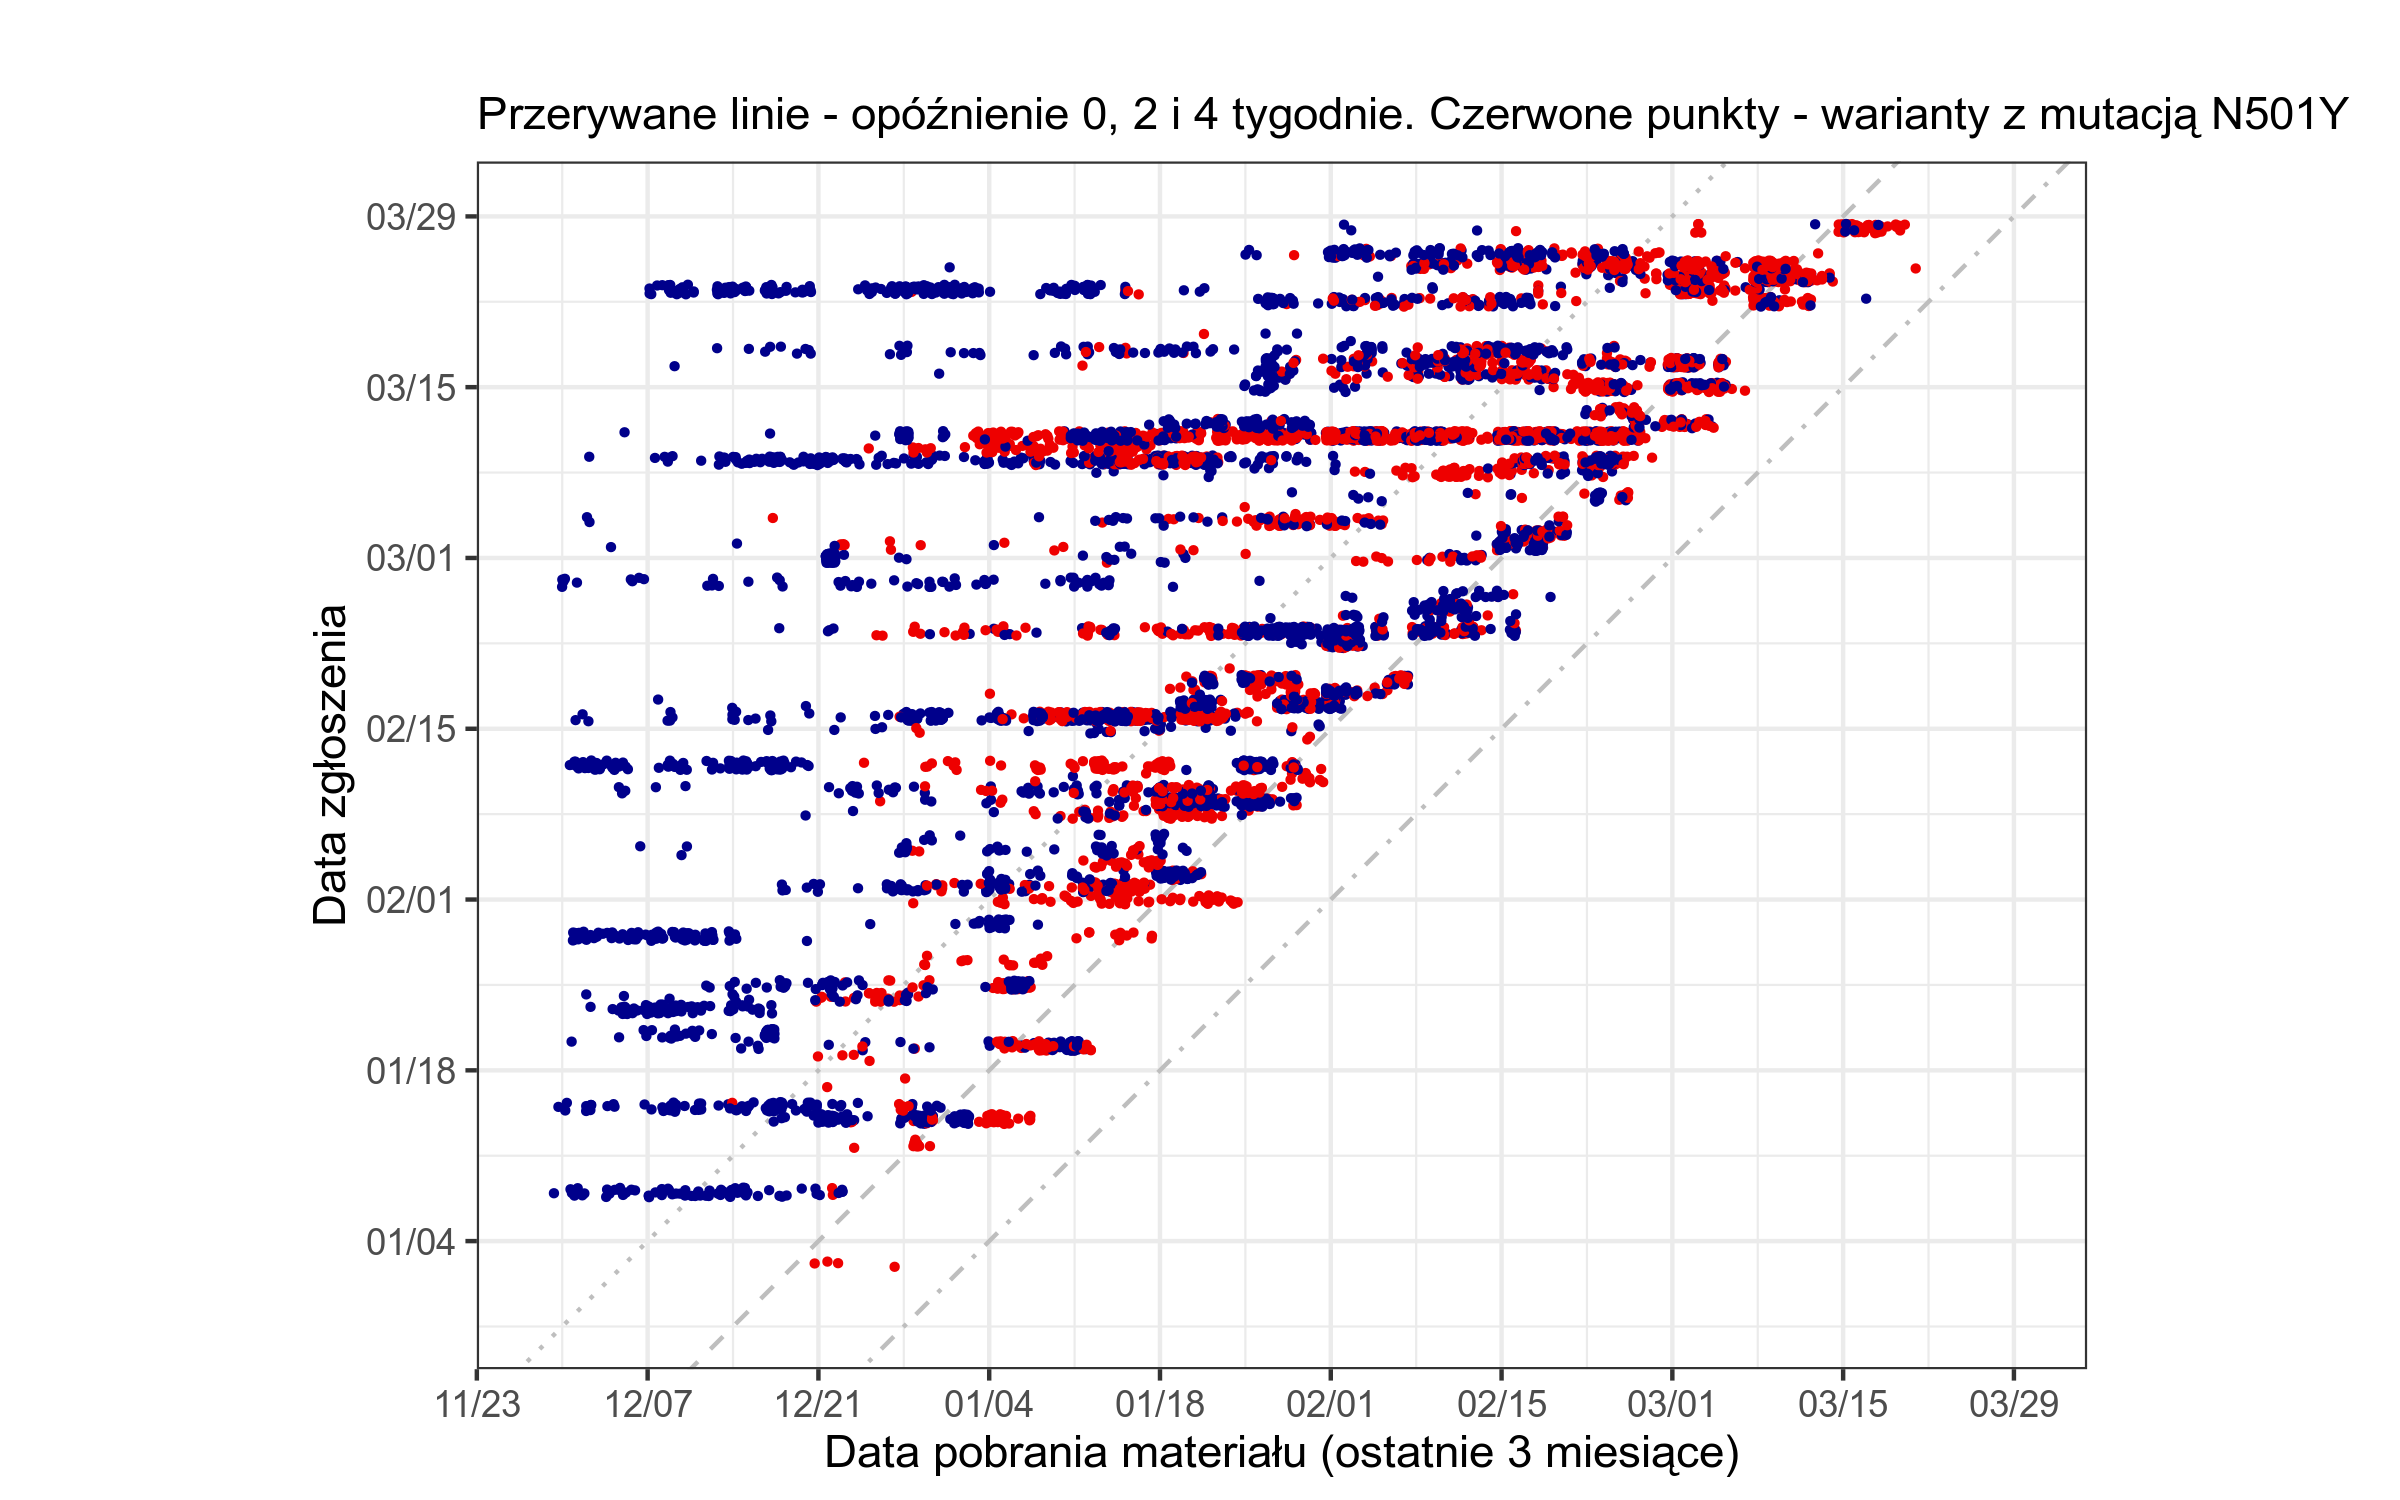 Przerywane linie - opóźnienie 0, 2 i 4 tygodnie. Czerwone punkty - warianty z mutacją N501Y
Data zgłoszenia
03/29
03/15
03/01
02/15
02/01
01/18
01/04
11/23 12/07 12/21 01/04 01/18 02/01 02/15 03/01 03/15 03/29
Data pobrania materiału (ostatnie 3 miesiące)